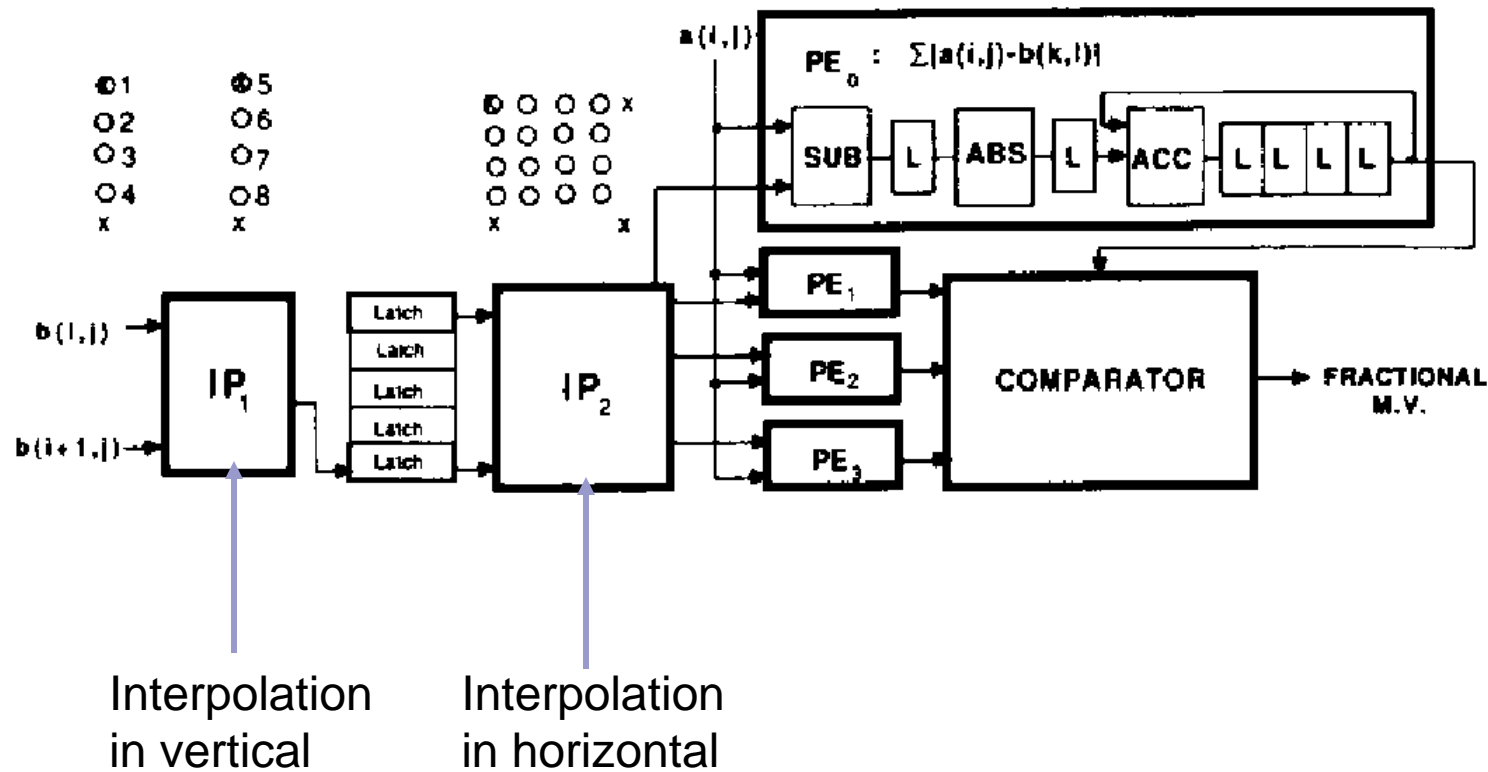 a(i,j)
PE0 : Σ|a(i,j)-b(k,l)|
1 5
2 6
3 7
4 8
x x
x
x x
SUB L ABS L ACC L L L L
b(i,j)
b(i+1,j)
IP1
Latch
Latch
Latch
Latch
Latch
IP2
PE1
PE2
PE3
COMPARATOR
FRACTIONAL
M.V.
Interpolation
in vertical
Interpolation
in horizontal